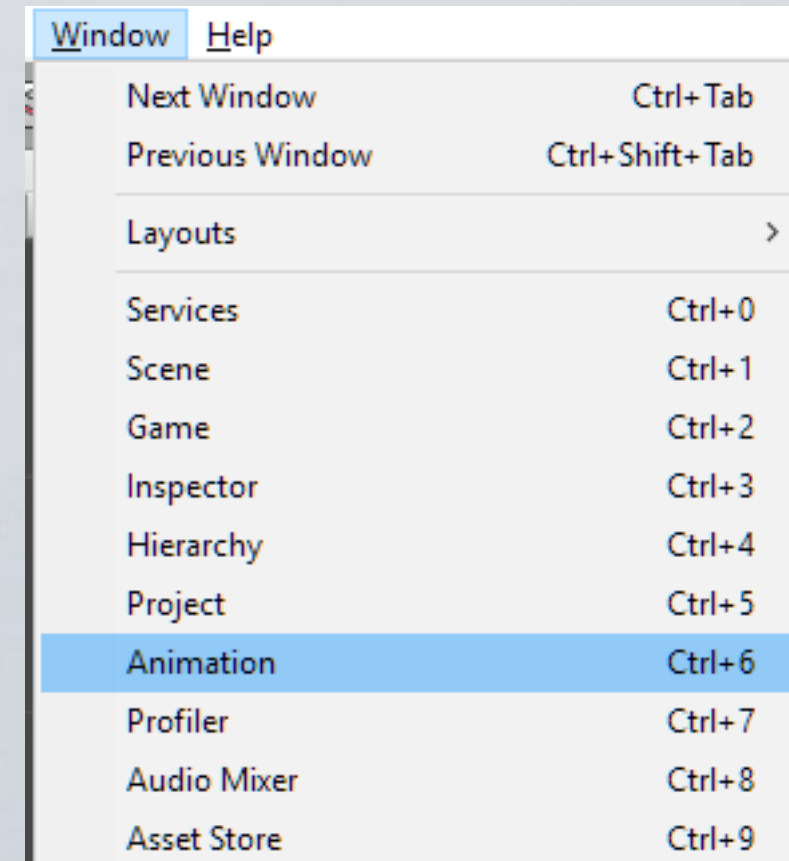 Window Help
Next Window Ctrl+Tab
Previous Window Ctrl+Shift+Tab
Layouts
Services Ctrl+0
Scene Ctrl+1
Game Ctrl+2
Inspector Ctrl+3
Hierarchy Ctrl+4
Project Ctrl+5
Animation Ctrl+6
Profiler Ctrl+7
Audio Mixer Ctrl+8
Asset Store Ctrl+9